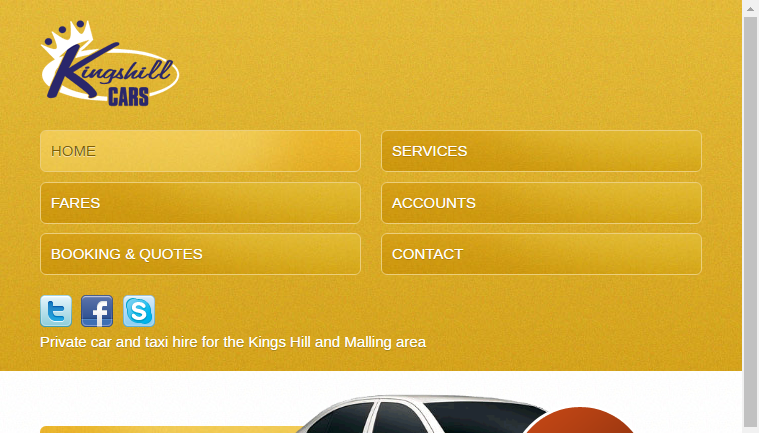 Kingshill
CARS
HOME
SERVICES
FARES
ACCOUNTS
BOOKING & QUOTES
CONTACT
Private car and taxi hire for the Kings Hill and Malling area